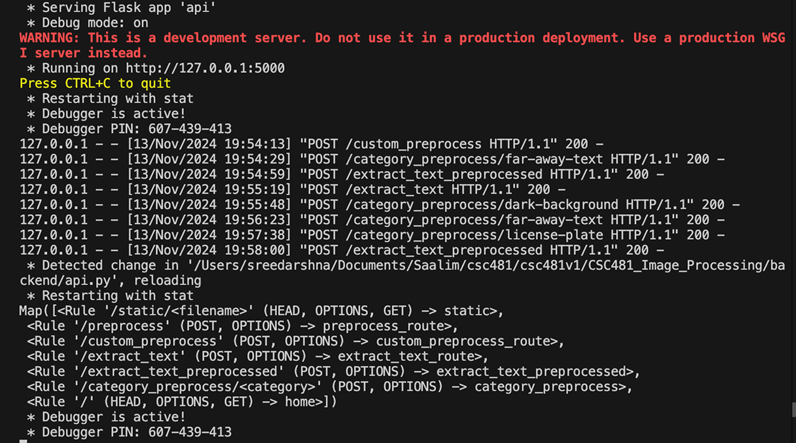 * Serving Flask app 'api'
* Debug mode: on
WARNING: This is a development server. Do not use it in a production deployment. Use a production WSG
I server instead.
* Running on http://127.0.0.1:5000
Press CTRL+C to quit
* Restarting with stat
* Debugger is active!
* Debugger PIN: 607-439-413
127.0.0.1 - - [13/Nov/2024 19:54:13] "POST /custom_preprocess HTTP/1.1" 200 -
127.0.0.1 - - [13/Nov/2024 19:54:29] "POST /category_preprocess/far-away-text HTTP/1.1" 200 -
127.0.0.1 - - [13/Nov/2024 19:54:59] "POST /extract_text_preprocessed HTTP/1.1" 200 -
127.0.0.1 - - [13/Nov/2024 19:55:19] "POST /extract_text HTTP/1.1" 200 -
127.0.0.1 - - [13/Nov/2024 19:55:48] "POST /category_preprocess/dark-background HTTP/1.1" 200 -
127.0.0.1 - - [13/Nov/2024 19:56:23] "POST /category_preprocess/far-away-text HTTP/1.1" 200 -
127.0.0.1 - - [13/Nov/2024 19:57:38] "POST /category_preprocess/license-plate HTTP/1.1" 200 -
127.0.0.1 - - [13/Nov/2024 19:58:00] "POST /extract_text_preprocessed HTTP/1.1" 200 -
* Detected change in '/Users/sreedarshna/Documents/Saalim/csc481/csc481v1/CSC481_Image_Processing/ba
ckend/api.py', reloading
* Restarting with stat
Map([<Rule '/static/<filename>' (HEAD, OPTIONS, GET) -> static>,
<Rule '/preprocess' (POST, OPTIONS) -> preprocess_route>,
<Rule '/custom_preprocess' (POST, OPTIONS) -> custom_preprocess_route>,
<Rule '/extract_text' (POST, OPTIONS) -> extract_text_route>,
<Rule '/extract_text_preprocessed' (POST, OPTIONS) -> extract_text_preprocessed>,
<Rule '/category_preprocess/<category>' (POST, OPTIONS) -> category_preprocess>,
<Rule '/' (HEAD, OPTIONS, GET) -> home>])
* Debugger is active!
* Debugger PIN: 607-439-413